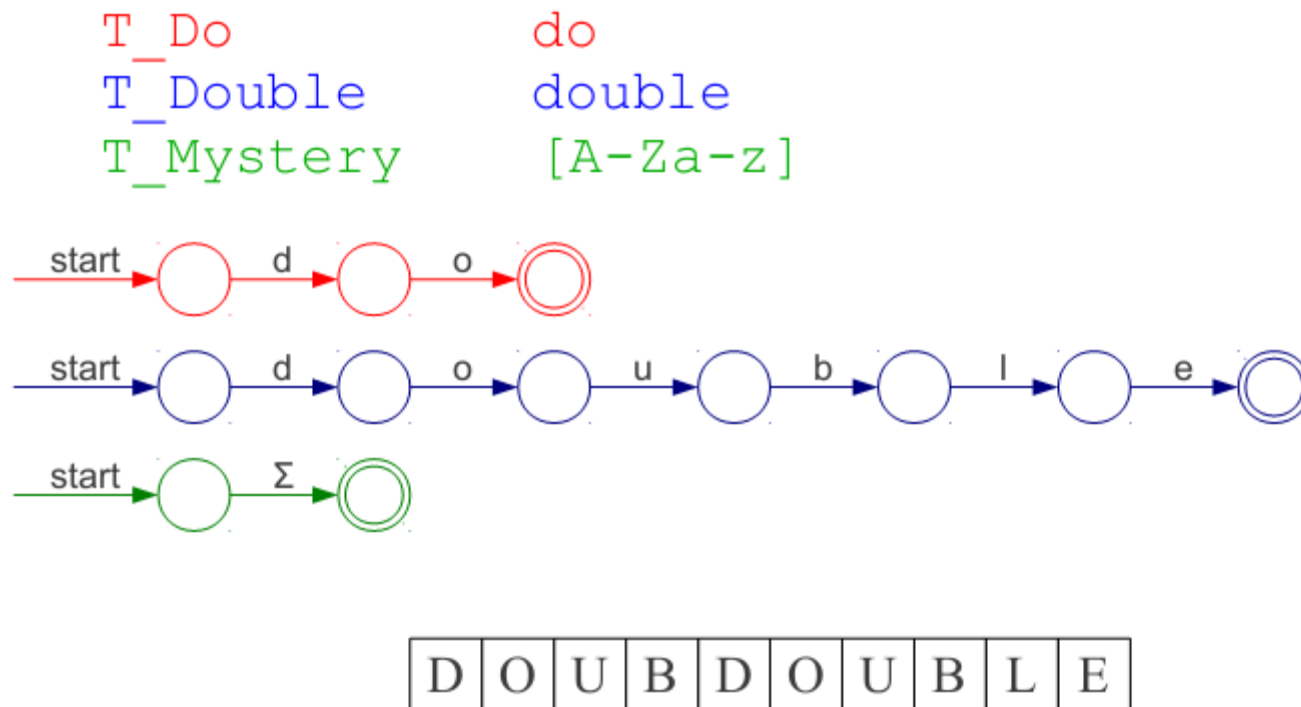 T_Do do
T_Double double
T_Mystery [A-Za-z]
start d o
start d o u b l e
start Σ
D O U B D O U B L E